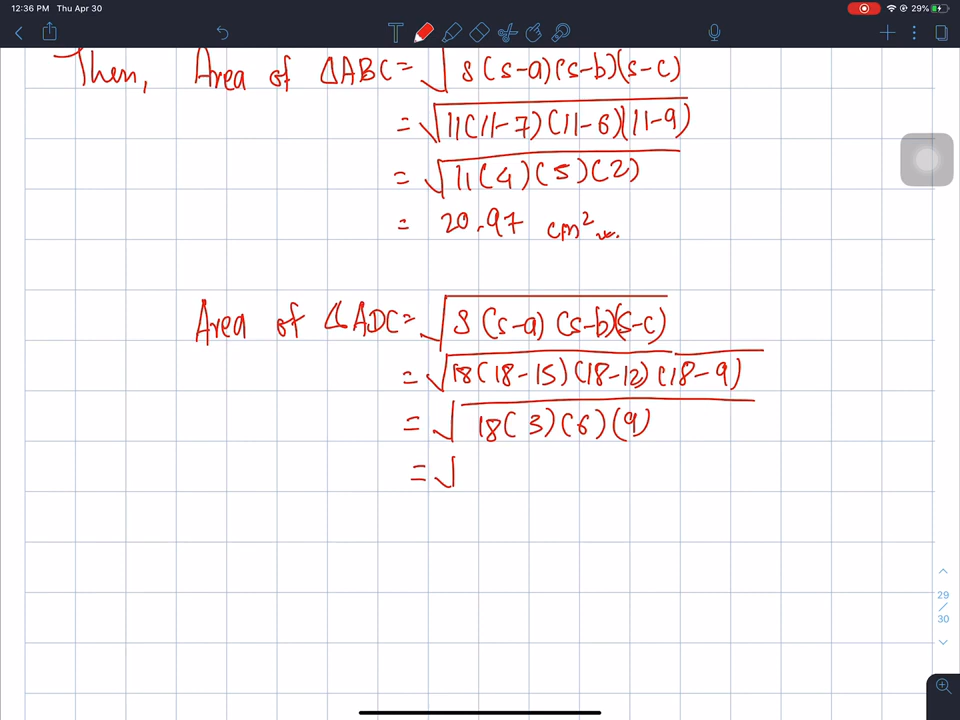 12:36 PM Thu Apr 30 29%
T
Then, Area of ΔABC = √s(s-a)(s-b)(s-c)
= √11(11-7)(11-6)(11-9)
= √11(4)(5)(2)
= 20.97 cm²
Area of ΔADC = √s(s-a)(s-b)(s-c)
= √18(18-15)(18-12)(18-9)
= √18(3)(6)(9)
= √
29
/
30